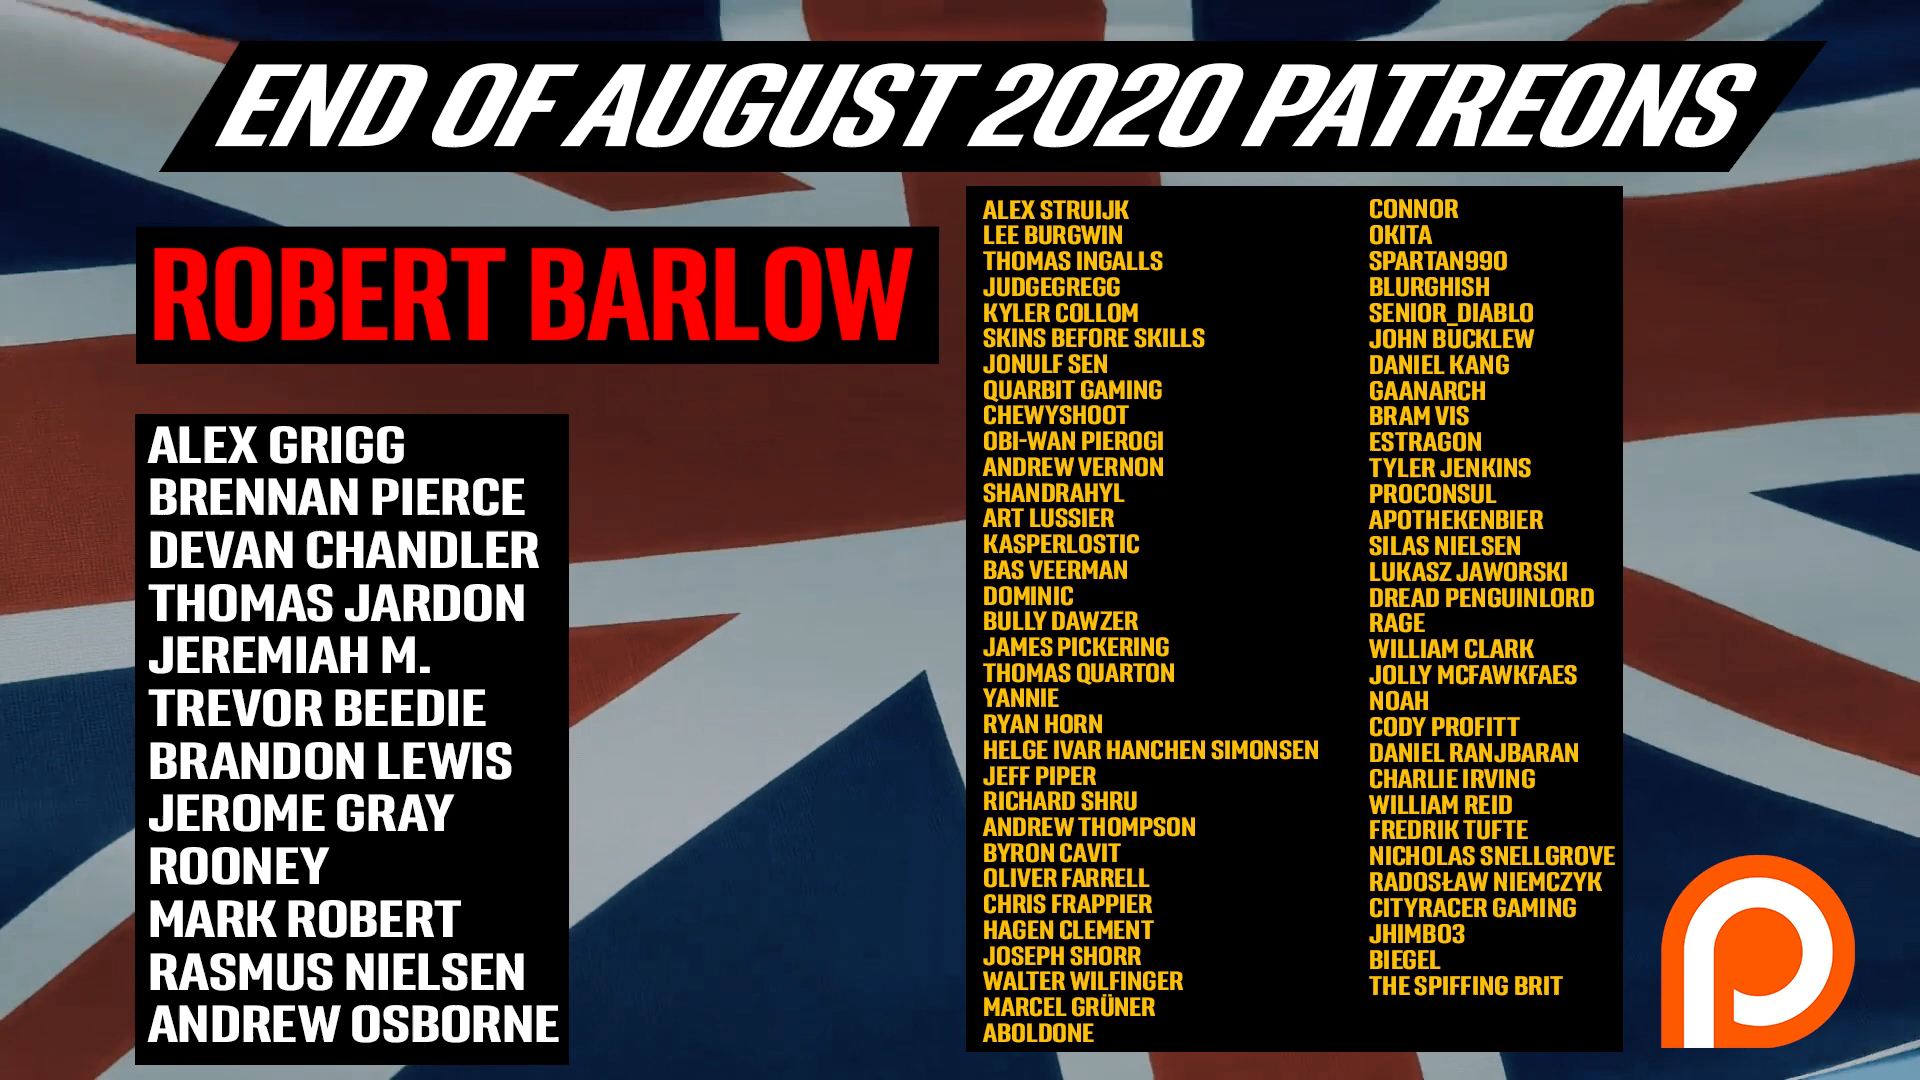 END OF AUGUST 2020 PATREONS
ROBERT BARLOW
ALEX GRIGG
BRENNAN PIERCE
DEVAN CHANDLER
THOMAS JARDON
JEREMIAH M.
TREVOR BEEDIE
BRANDON LEWIS
JEROME GRAY
ROONEY
MARK ROBERT
RASMUS NIELSEN
ANDREW OSBORNE
ALEX STRUIJK
LEE BURGWIN
THOMAS INGALLS
JUDGEGREGG
KYLER COLLOM
SKINS BEFORE SKILLS
JONULF SEN
QUARBIT GAMING
CHEWYSHOOT
OBI-WAN PIEROGI
ANDREW VERNON
SHANDRAHYL
ART LUSSIER
KASPERLOSTIC
BAS VEERMAN
DOMINIC
BULLY DAWZER
JAMES PICKERING
THOMAS QUARTON
YANNIE
RYAN HORN
HELGE IVAR HANCHEN SIMONSEN
JEFF PIPER
RICHARD SHRU
ANDREW THOMPSON
BYRON CAVIT
OLIVER FARRELL
CHRIS FRAPPIER
HAGEN CLEMENT
JOSEPH SHORR
WALTER WILFINGER
MARCEL GRÜNER
ABOLDONE
CONNOR
OKITA
SPARTAN990
BLURGHISH
SENIOR_DIABLO
JOHN BUCKLEW
DANIEL KANG
GAANARCH
BRAM VIS
ESTRAGON
TYLER JENKINS
PROCONSUL
APOTHEKENBIER
SILAS NIELSEN
LUKASZ JAWORSKI
DREAD PENGUINLORD
RAGE
WILLIAM CLARK
JOLLY MCFAWKFAES
NOAH
CODY PROFITT
DANIEL RANJBARAN
CHARLIE IRVING
WILLIAM REID
FREDRIK TUFTE
NICHOLAS SNELLGROVE
RADOSŁAW NIEMCZYK
CITYRACER GAMING
JHIMBO3
BIEGEL
THE SPIFFING BRIT